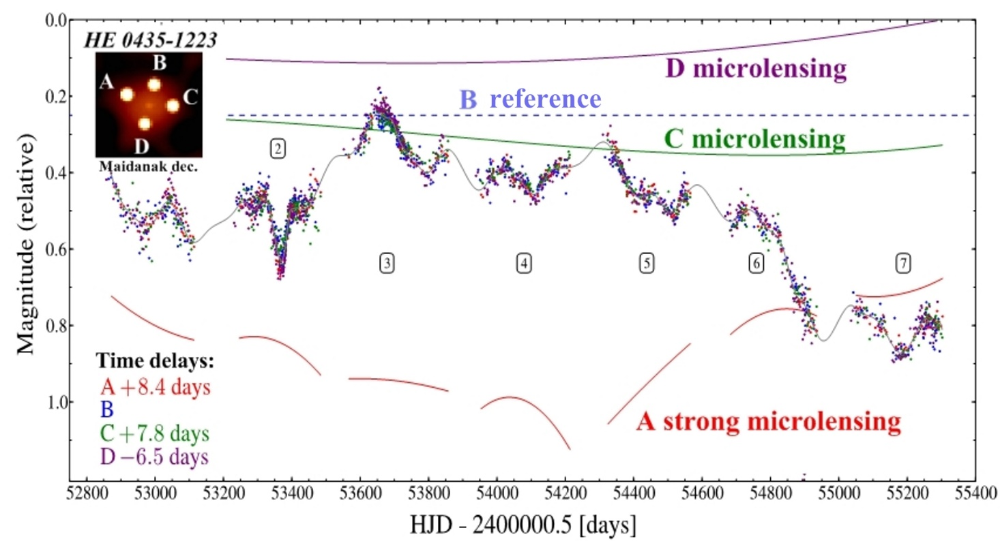 HE 0435-1223
A
B
C
D
Maidanak dec.
D microlensing
B reference
C microlensing
2
3
4
5
6
7
Time delays:
A +8.4 days
B
C +7.8 days
D −6.5 days
A strong microlensing
Magnitude (relative)
0.0
0.2
0.4
0.6
0.8
1.0
52800 53000 53200 53400 53600 53800 54000 54200 54400 54600 54800 55000 55200 55400
HJD - 2400000.5 [days]